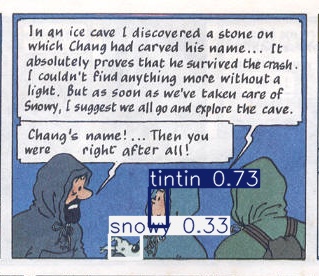 In an ice cave I discovered a stone on
which Chang had carved his name... It
absolutely proves that he survived the crash.
I couldn't find anything more without a
light. But as soon as we've taken care of
Snowy, I suggest we all go and explore the cave.
Chang's name!... Then you
were right after all!
tintin 0.73
snowy 0.33